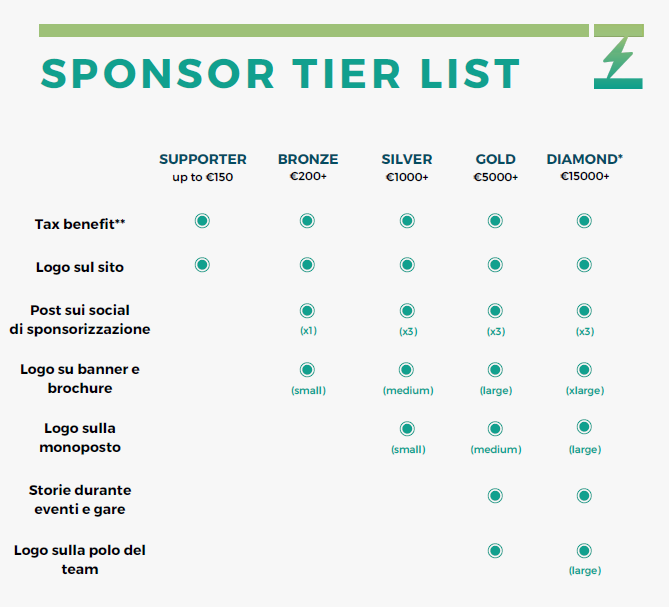 SPONSOR TIER LIST
SUPPORTER BRONZE SILVER GOLD DIAMOND*
up to €150 €200+ €1000+ €5000+ €15000+
Tax benefit**
Logo sul sito
Post sui social
di sponsorizzazione
(x1) (x3) (x3) (x3)
Logo su banner e
brochure
(small) (medium) (large) (xlarge)
Logo sulla
monoposto
(small) (medium) (large)
Storie durante
eventi e gare
Logo sulla polo del
team
(large)